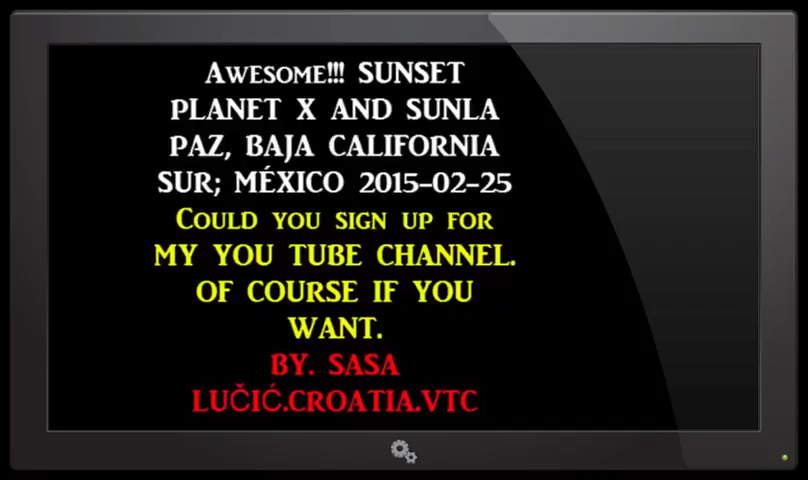 Awesome!!! SUNSET
PLANET X AND SUNLA
PAZ, BAJA CALIFORNIA
SUR; MÉXICO 2015-02-25
Could you sign up for
MY YOU TUBE CHANNEL.
OF COURSE IF YOU
WANT.
BY. SASA
LUČIĆ.CROATIA.VTC